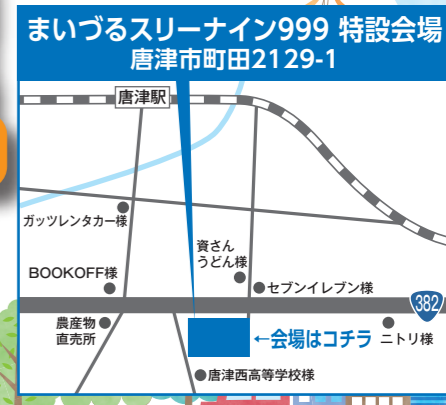 まいづるスリーナイン999 特設会場
唐津市町田2129-1
唐津駅
ガッツレンタカー様
資さん
うどん様
BOOKOFF様
セブンイレブン様
382
農産物
直売所
←会場はコチラ
ニトリ様
唐津西高等学校様